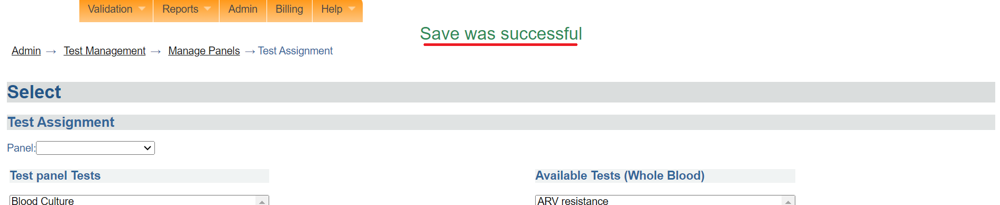 Validation Reports Admin Billing Help
Save was successful
Admin → Test Management → Manage Panels → Test Assignment
Select
Test Assignment
Panel:
Test panel Tests
Available Tests (Whole Blood)
Blood Culture
ARV resistance